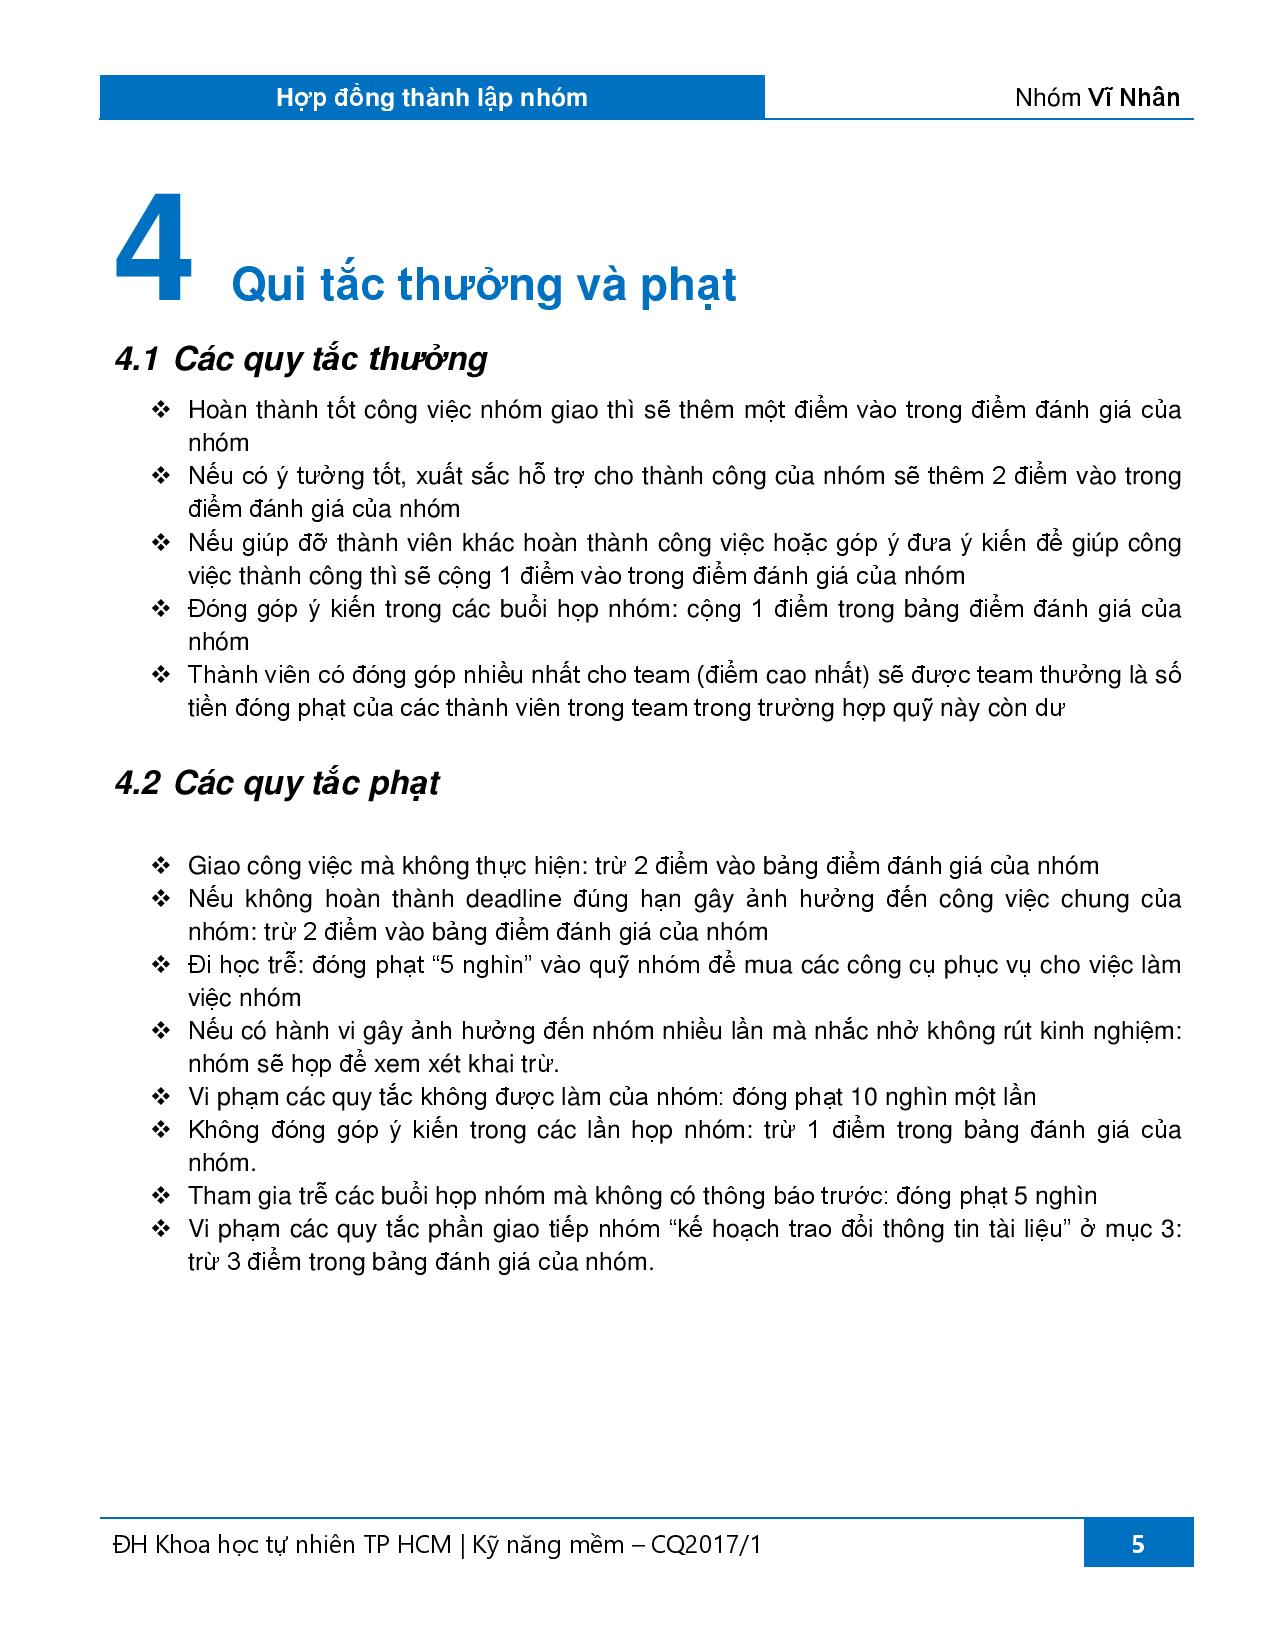 Hợp đồng thành lập nhóm
Nhóm Vĩ Nhân
4 Qui tắc thưởng và phạt
4.1 Các quy tắc thưởng
❖ Hoàn thành tốt công việc nhóm giao thì sẽ thêm một điểm vào trong điểm đánh giá của
nhóm
❖ Nếu có ý tưởng tốt, xuất sắc hỗ trợ cho thành công của nhóm sẽ thêm 2 điểm vào trong
điểm đánh giá của nhóm
❖ Nếu giúp đỡ thành viên khác hoàn thành công việc hoặc góp ý đưa ý kiến để giúp công
việc thành công thì sẽ cộng 1 điểm vào trong điểm đánh giá của nhóm
❖ Đóng góp ý kiến trong các buổi họp nhóm: cộng 1 điểm trong bảng điểm đánh giá của
nhóm
❖ Thành viên có đóng góp nhiều nhất cho team (điểm cao nhất) sẽ được team thưởng là số
tiền đóng phạt của các thành viên trong team trong trường hợp quỹ này còn dư
4.2 Các quy tắc phạt
❖ Giao công việc mà không thực hiện: trừ 2 điểm vào bảng điểm đánh giá của nhóm
❖ Nếu không hoàn thành deadline đúng hạn gây ảnh hưởng đến công việc chung của
nhóm: trừ 2 điểm vào bảng điểm đánh giá của nhóm
❖ Đi học trễ: đóng phạt “5 nghìn” vào quỹ nhóm để mua các công cụ phục vụ cho việc làm
việc nhóm
❖ Nếu có hành vi gây ảnh hưởng đến nhóm nhiều lần mà nhắc nhở không rút kinh nghiệm:
nhóm sẽ họp để xem xét khai trừ.
❖ Vi phạm các quy tắc không được làm của nhóm: đóng phạt 10 nghìn một lần
❖ Không đóng góp ý kiến trong các lần họp nhóm: trừ 1 điểm trong bảng đánh giá của
nhóm.
❖ Tham gia trễ các buổi họp nhóm mà không có thông báo trước: đóng phạt 5 nghìn
❖ Vi phạm các quy tắc phần giao tiếp nhóm “kế hoạch trao đổi thông tin tài liệu” ở mục 3:
trừ 3 điểm trong bảng đánh giá của nhóm.
ĐH Khoa học tự nhiên TP HCM | Kỹ năng mềm – CQ2017/1
5